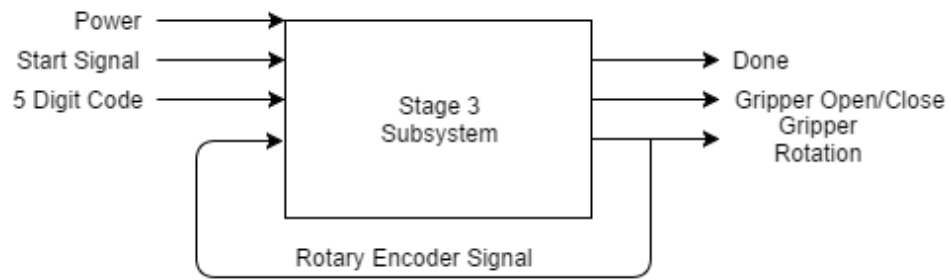 Power
Start Signal
5 Digit Code
Stage 3
Subsystem
Done
Gripper Open/Close
Gripper
Rotation
Rotary Encoder Signal